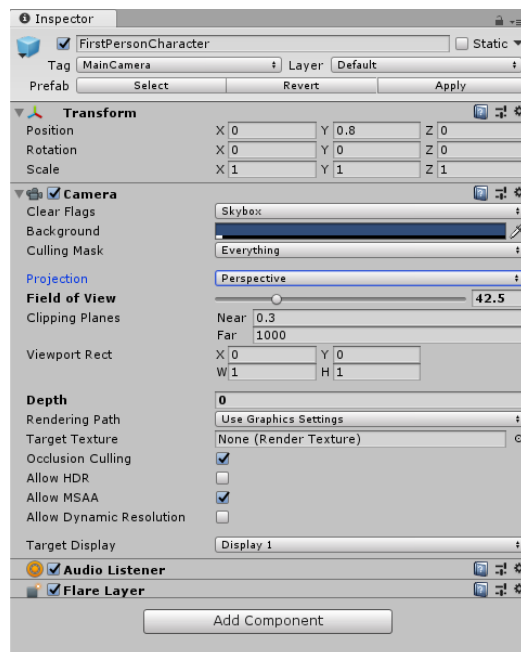 Inspector
FirstPersonCharacter Static
Tag MainCamera Layer Default
Prefab Select Revert Apply
Transform
Position X 0 Y 0.8 Z 0
Rotation X 0 Y 0 Z 0
Scale X 1 Y 1 Z 1
Camera
Clear Flags Skybox
Background
Culling Mask Everything
Projection Perspective
Field of View 42.5
Clipping Planes Near 0.3
Far 1000
Viewport Rect X 0 Y 0
W 1 H 1
Depth 0
Rendering Path Use Graphics Settings
Target Texture None (Render Texture)
Occlusion Culling
Allow HDR
Allow MSAA
Allow Dynamic Resolution
Target Display Display 1
Audio Listener
Flare Layer
Add Component